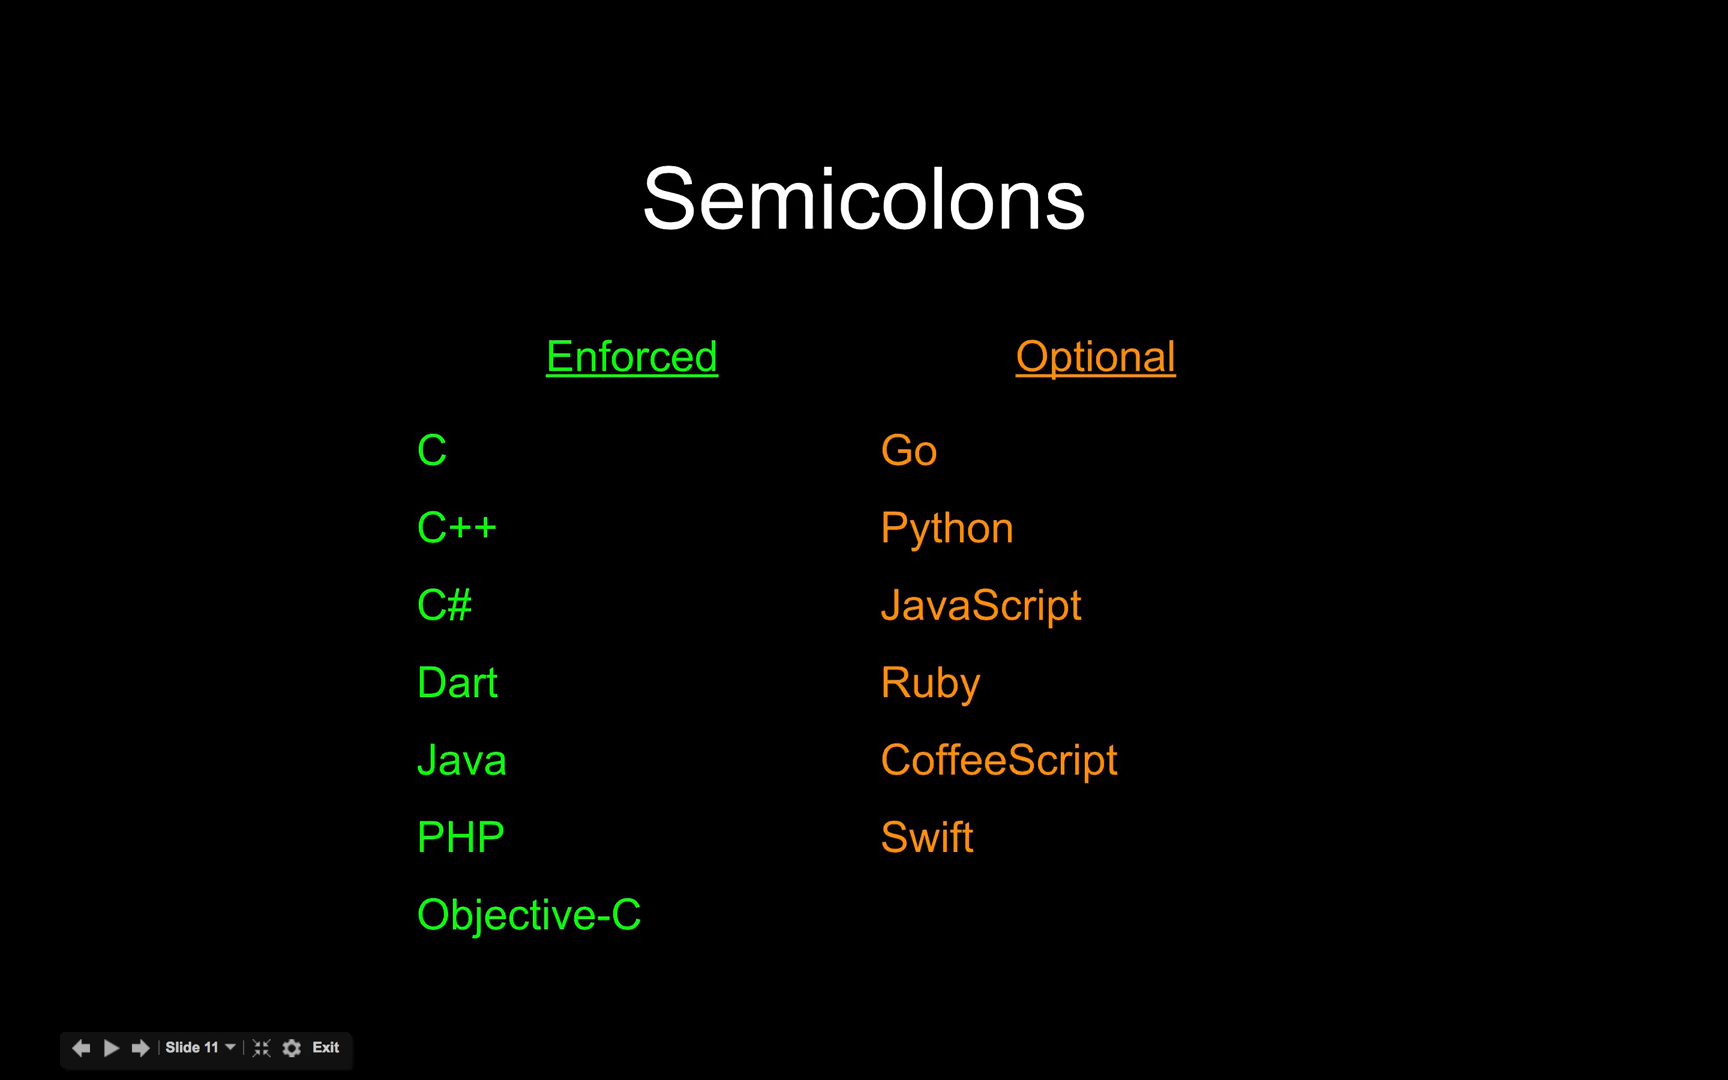 Semicolons
Enforced
Optional
C
Go
C++
Python
C#
JavaScript
Dart
Ruby
Java
CoffeeScript
PHP
Swift
Objective-C
Slide 11
Exit